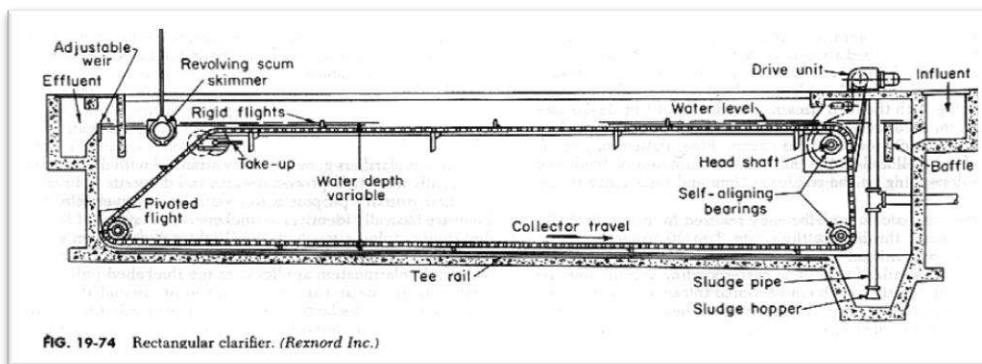 Adjustable
weir
Effluent
Revolving scum
skimmer
Rigid flights
Drive unit
Influent
Water level
Take-up
Head shaft
Baffle
Water depth
variable
Self-aligning
bearings
Pivoted
flight
Collector travel
Tee rail
Sludge pipe
Sludge hopper
FIG. 19-74 Rectangular clarifier. (Rexnord Inc.)